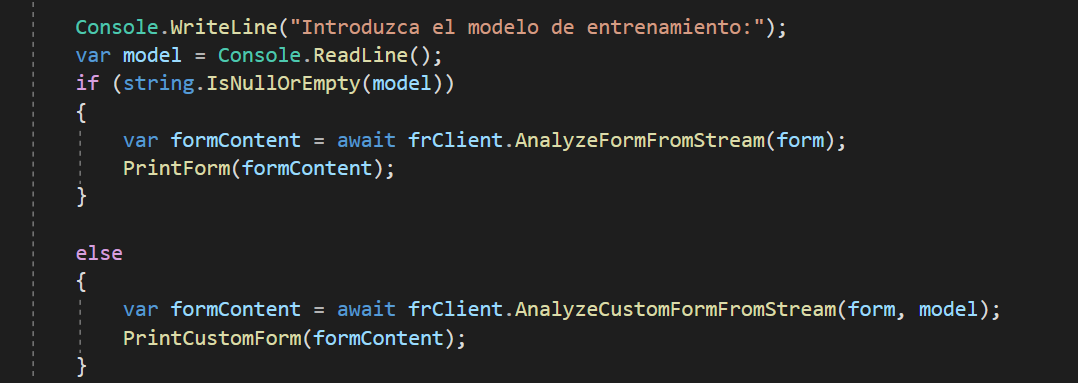 Console.WriteLine("Introduzca el modelo de entrenamiento:");
var model = Console.ReadLine();
if (string.IsNullOrEmpty(model))
{
var formContent = await frClient.AnalyzeFormFromStream(form);
PrintForm(formContent);
}
else
{
var formContent = await frClient.AnalyzeCustomFormFromStream(form, model);
PrintCustomForm(formContent);
}